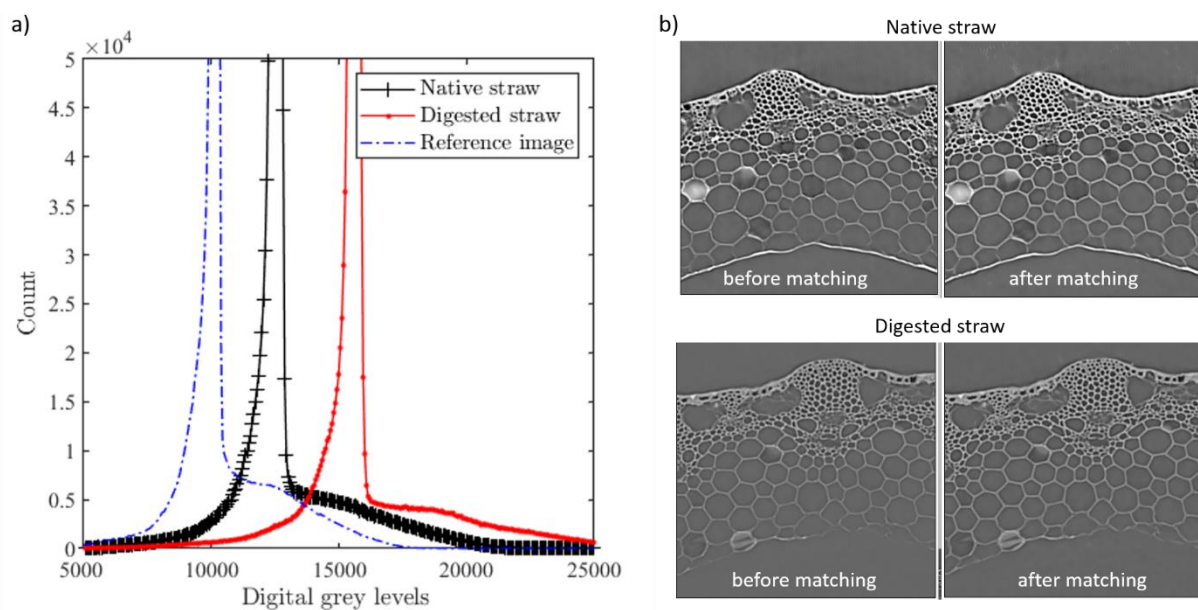 a)
×10⁴
5
4.5
4
3.5
3
2.5
2
1.5
1
0.5
0
Count
5000 10000 15000 20000 25000
Digital grey levels
Native straw
Digested straw
Reference image
b)
Native straw
before matching after matching
Digested straw
before matching after matching